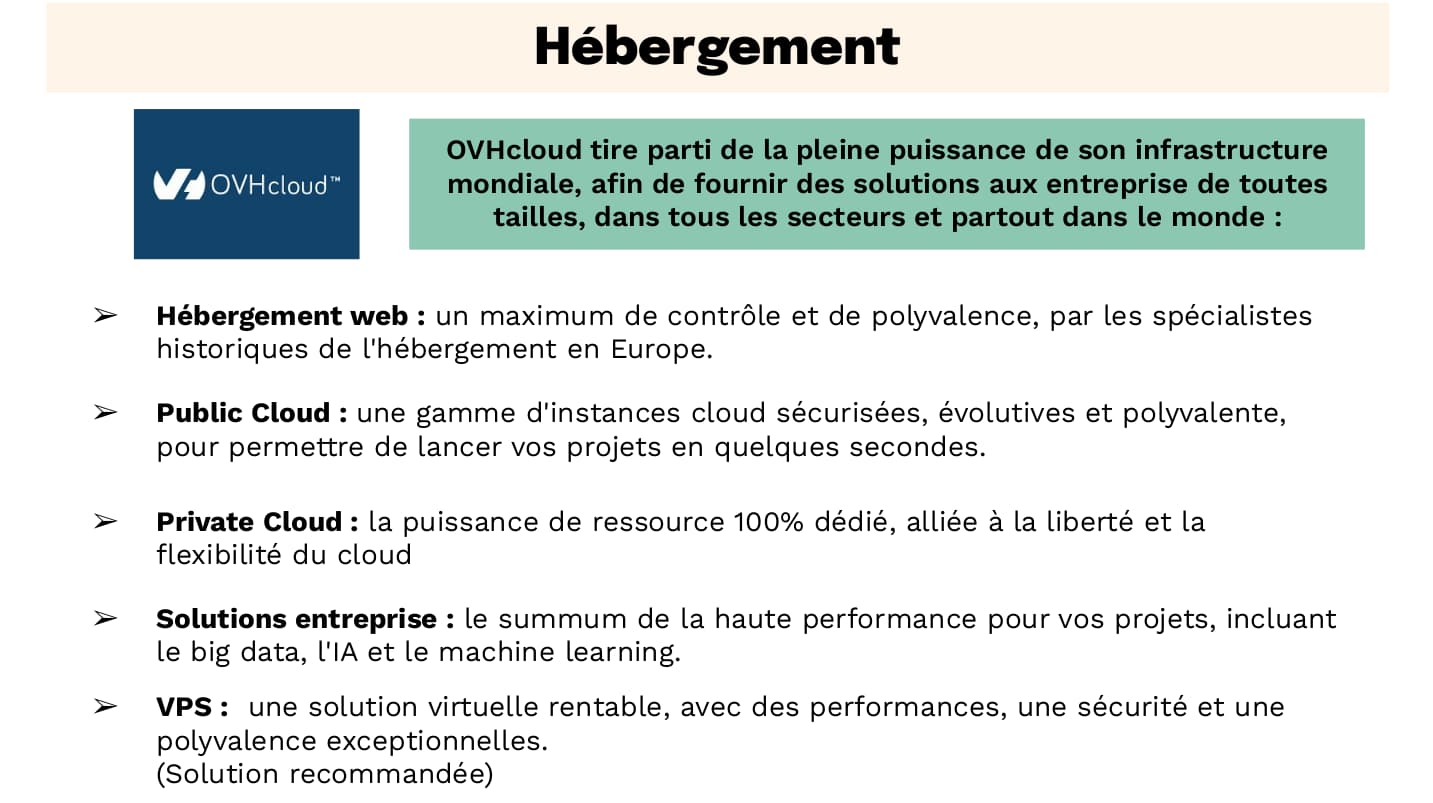 Hébergement
OVHcloud™
OVHcloud tire parti de la pleine puissance de son infrastructure
mondiale, afin de fournir des solutions aux entreprise de toutes
tailles, dans tous les secteurs et partout dans le monde :
➢ Hébergement web : un maximum de contrôle et de polyvalence, par les spécialistes
historiques de l'hébergement en Europe.
➢ Public Cloud : une gamme d'instances cloud sécurisées, évolutives et polyvalente,
pour permettre de lancer vos projets en quelques secondes.
➢ Private Cloud : la puissance de ressource 100% dédié, alliée à la liberté et la
flexibilité du cloud
➢ Solutions entreprise : le summum de la haute performance pour vos projets, incluant
le big data, l'IA et le machine learning.
➢ VPS : une solution virtuelle rentable, avec des performances, une sécurité et une
polyvalence exceptionnelles.
(Solution recommandée)